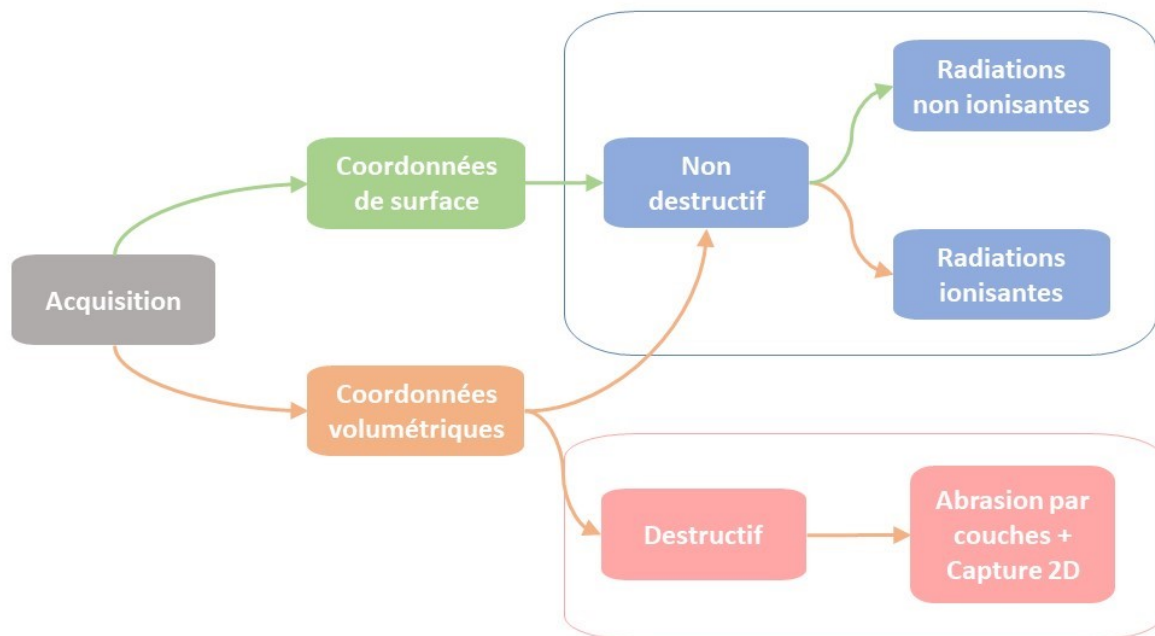 Acquisition
Coordonnées
de surface
Coordonnées
volumétriques
Non
destructif
Radiations
non ionisantes
Radiations
ionisantes
Destructif
Abrasion par
couches +
Capture 2D